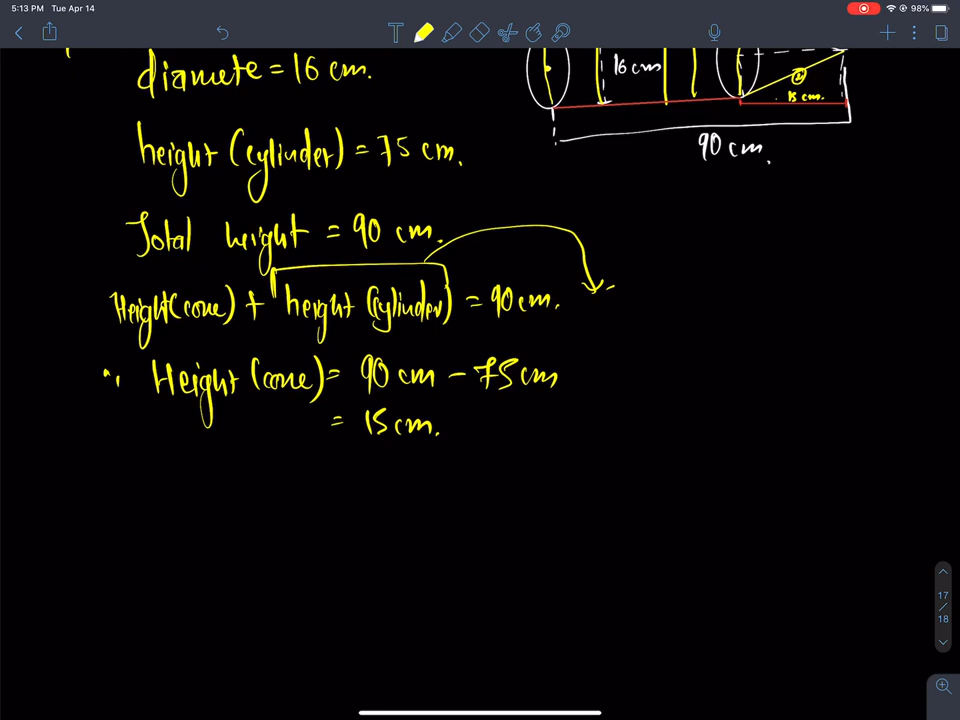 5:13 PM Tue Apr 14
98%
diamete = 16 cm.
16 cm
15 cm.
90 cm.
height (cylinder) = 75 cm.
Total height = 90 cm.
Height(cone) + height (cylinder) = 90 cm.
Height (cone) = 90 cm - 75 cm
= 15 cm.
17
/
18